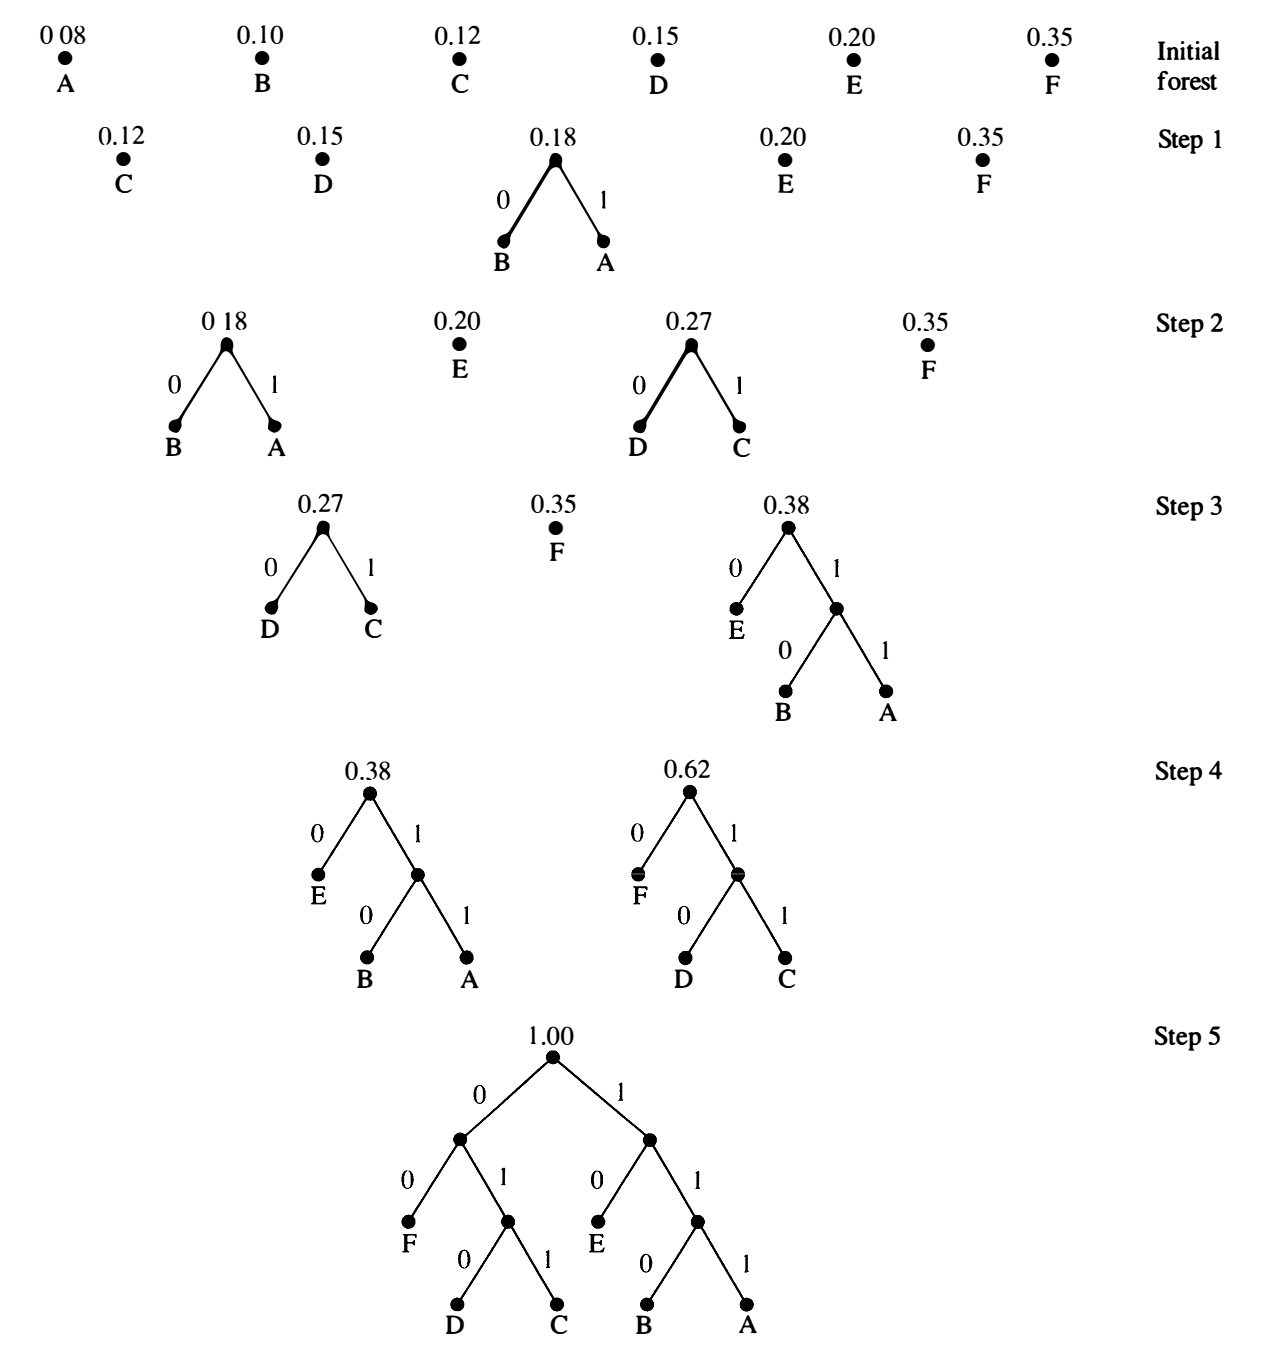 0 08 0.10 0.12 0.15 0.20 0.35
A B C D E F
Initial
forest
0.12 0.15 0.18 0.20 0.35
Step 1
C D E F
0 1
B A
0 18 0.20 0.27 0.35
Step 2
E F
0 1 0 1
B A D C
0.27 0.35 0.38
Step 3
F
0 1 0 1
D C E
0 1
B A
0.38 0.62
Step 4
0 1 0 1
E F
0 1 0 1
B A D C
1.00
Step 5
0 1
0 1 0 1
F E
0 1 0 1
D C B A